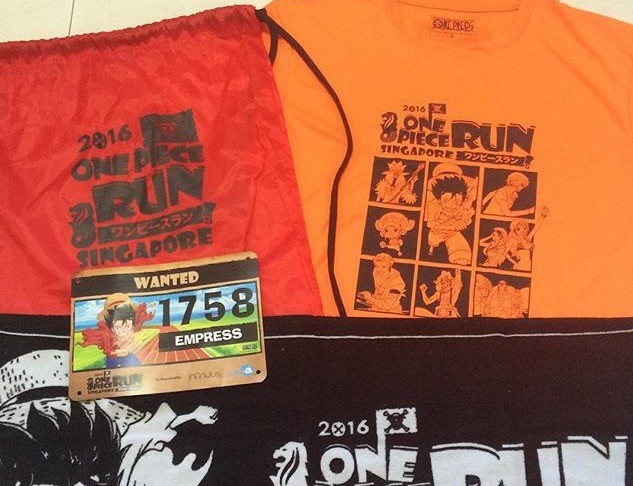 2016
ONE PIECE
RUN
ワンピースラン
SINGAPORE
ONE PIECE
2016
ONE
PIECE RUN
SINGAPORE ワンピースラン
WANTED
1758
EMPRESS
ONE
PIECE RUN
SINGAPORE
2016
ONE RUN